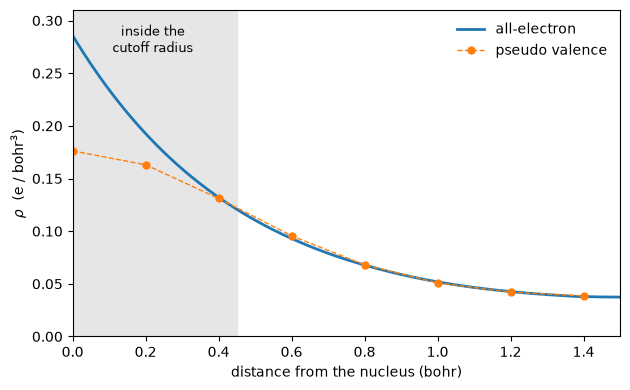 0.30
0.25
0.20
0.15
0.10
0.05
0.00
ρ (e / bohr³)
inside the
cutoff radius
all-electron
pseudo valence
0.0 0.2 0.4 0.6 0.8 1.0 1.2 1.4
distance from the nucleus (bohr)